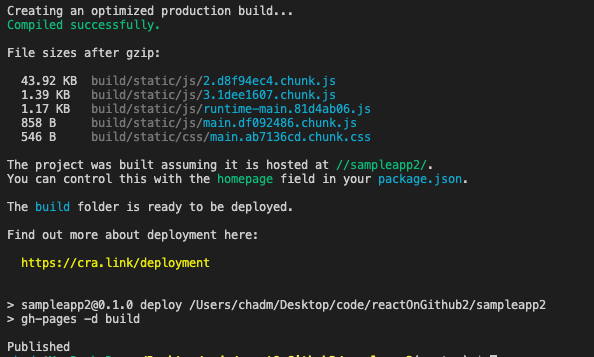 Creating an optimized production build...
Compiled successfully.
File sizes after gzip:
43.92 KB  build/static/js/2.d8f94ec4.chunk.js
1.39 KB  build/static/js/3.1dee1607.chunk.js
1.17 KB  build/static/js/runtime-main.81d4ab06.js
858 B  build/static/js/main.df092486.chunk.js
546 B  build/static/css/main.ab7136cd.chunk.css
The project was built assuming it is hosted at //sampleapp2/.
You can control this with the homepage field in your package.json.
The build folder is ready to be deployed.
Find out more about deployment here:
https://cra.link/deployment
> sampleapp2@0.1.0 deploy /Users/chadm/Desktop/code/reactOnGithub2/sampleapp2
> gh-pages -d build
Published